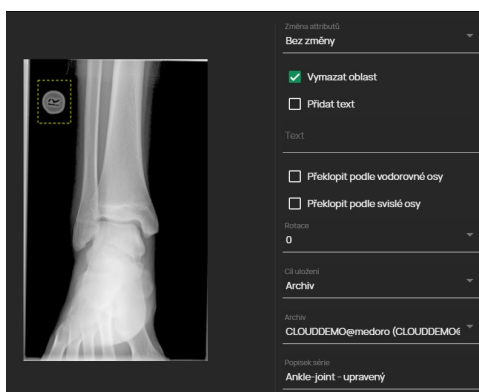 Změna atributů
Bez změny
Vymazat oblast
Přidat text
Text
Překlopit podle vodorovné osy
Překlopit podle svislé osy
Rotace
0
Cíl uložení
Archiv
Archiv
CLOUDDEMO@medoro (CLOUDDEMO
Popisek série
Ankle-joint - upravený
R